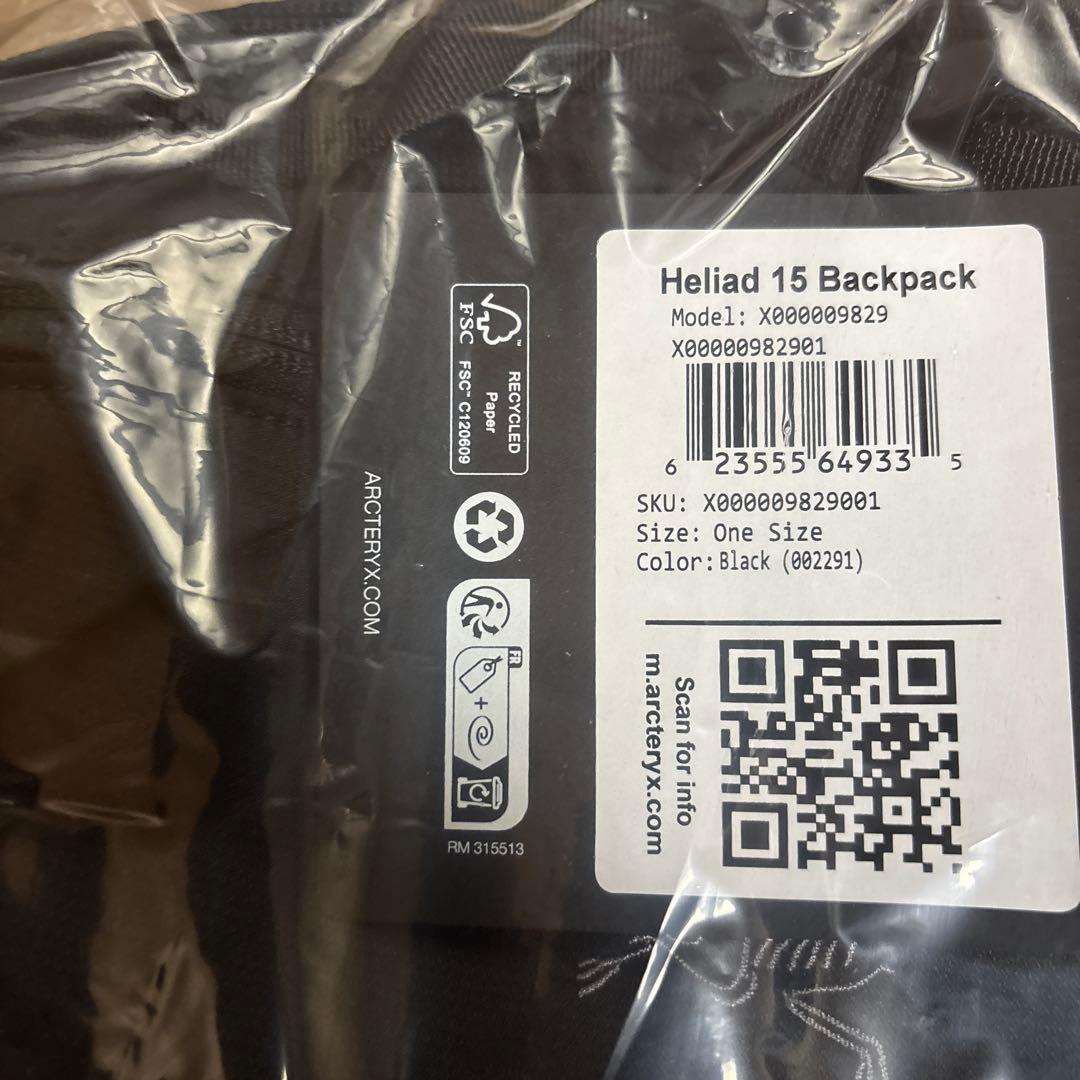 Heliad 15 Backpack
Model: X000009829
X00000982901
6 23555 64933 5
SKU: X000009829001
Size: One Size
Color: Black (002291)
Scan for info
m.arcteryx.com
FSC™
RECYCLED
Paper
FSC™ C120609
ARCTERYX.COM
FR
+
RM 315513